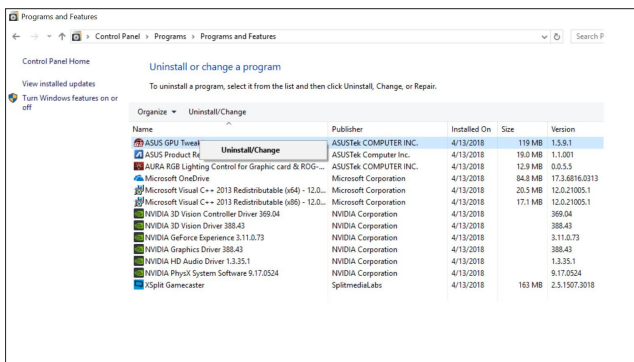 Programs and Features
Control Panel > Programs > Programs and Features
Search P
Control Panel Home
View installed updates
Turn Windows features on or
off
Uninstall or change a program
To uninstall a program, select it from the list and then click Uninstall, Change, or Repair.
Organize Uninstall/Change
Name Publisher Installed On Size Version
ASUS GPU Tweak ASUSTek COMPUTER INC. 4/13/2018 119 MB 1.5.9.1
Uninstall/Change
ASUS Product Re ASUSTek Computer Inc. 4/13/2018 19.0 MB 1.1.001
AURA RGB Lighting Control for Graphic card & ROG-... ASUSTek COMPUTER INC. 4/13/2018 12.9 MB 0.0.5.5
Microsoft OneDrive Microsoft Corporation 4/13/2018 84.8 MB 17.3.6816.0313
Microsoft Visual C++ 2013 Redistributable (x64) - 12.0... Microsoft Corporation 4/13/2018 20.5 MB 12.0.21005.1
Microsoft Visual C++ 2013 Redistributable (x86) - 12.0... Microsoft Corporation 4/13/2018 17.1 MB 12.0.21005.1
NVIDIA 3D Vision Controller Driver 369.04 NVIDIA Corporation 4/13/2018 369.04
NVIDIA 3D Vision Driver 388.43 NVIDIA Corporation 4/13/2018 388.43
NVIDIA GeForce Experience 3.11.0.73 NVIDIA Corporation 4/13/2018 3.11.0.73
NVIDIA Graphics Driver 388.43 NVIDIA Corporation 4/13/2018 388.43
NVIDIA HD Audio Driver 1.3.35.1 NVIDIA Corporation 4/13/2018 1.3.35.1
NVIDIA PhysX System Software 9.17.0524 NVIDIA Corporation 4/13/2018 9.17.0524
XSplit Gamecaster SplitmediaLabs 4/13/2018 163 MB 2.5.1507.3018